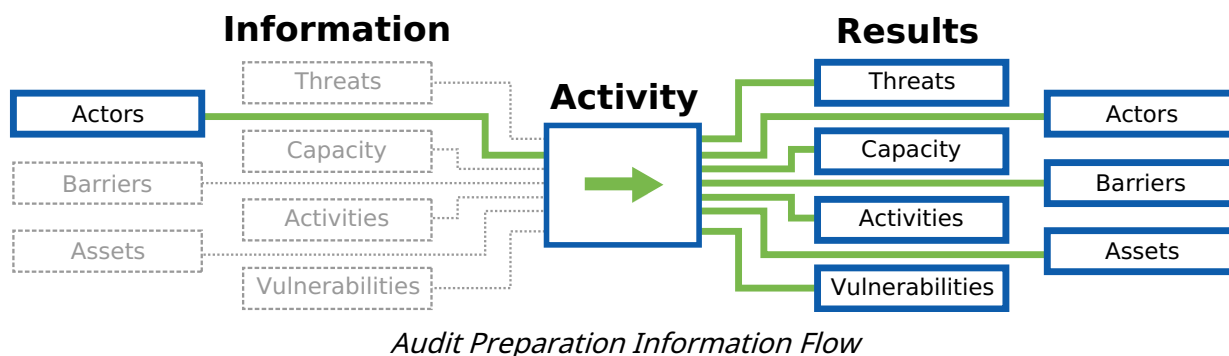 Information
Activity
Results
Threats
Actors
Capacity
Barriers
Activities
Assets
Vulnerabilities
Threats
Actors
Capacity
Barriers
Activities
Assets
Vulnerabilities
Audit Preparation Information Flow